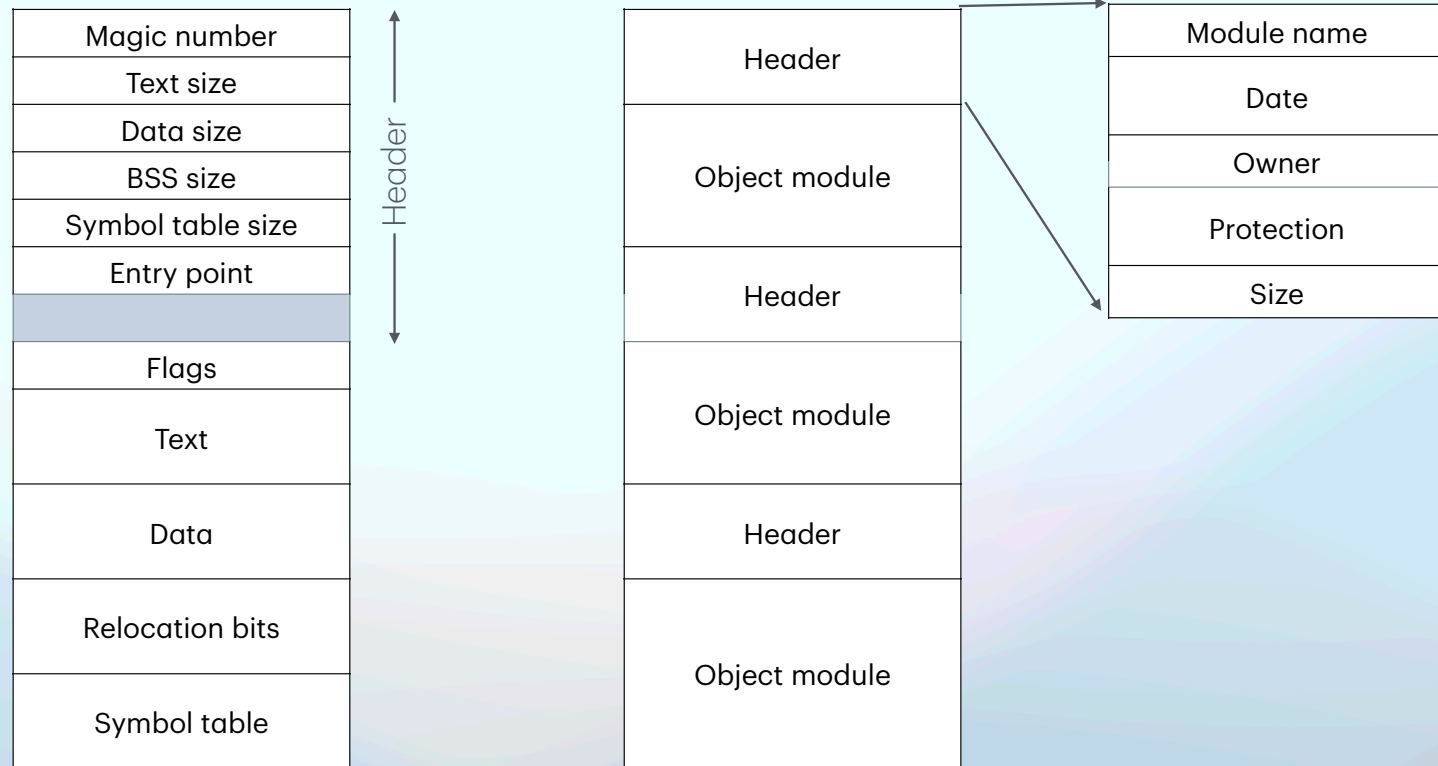 Magic number
Text size
Data size
BSS size
Symbol table size
Entry point
Flags
Text
Data
Relocation bits
Symbol table
Header
Header
Object module
Header
Object module
Header
Object module
Module name
Date
Owner
Protection
Size